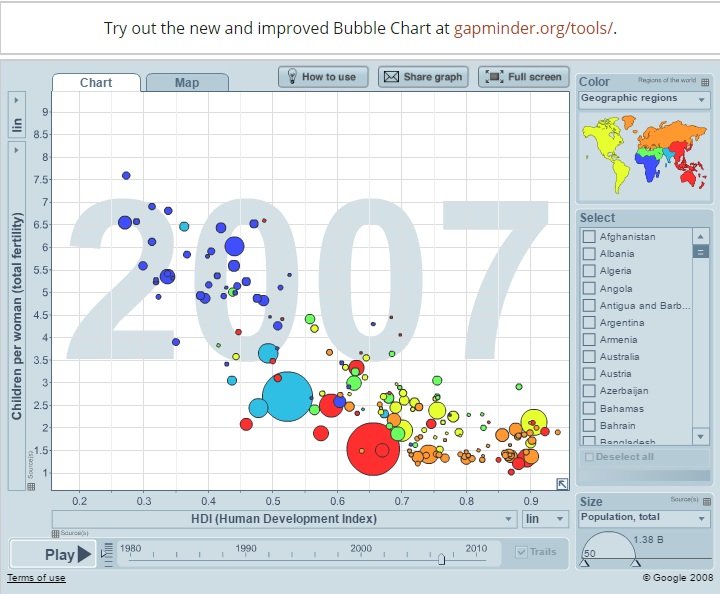 Try out the new and improved Bubble Chart at gapminder.org/tools/.
Chart
Map
How to use
Share graph
Full screen
Color
Regions of the world
Geographic regions
lin
Children per woman (total fertility)
Source(s)
2007
9
8.5
8
7.5
7
6.5
6
5.5
5
4.5
4
3.5
3
2.5
2
1.5
1
0.2
0.3
0.4
0.5
0.6
0.7
0.8
0.9
Select
Afghanistan
Albania
Algeria
Angola
Antigua and Barb...
Argentina
Armenia
Australia
Austria
Azerbaijan
Bahamas
Bahrain
Bangladesh
Deselect all
HDI (Human Development Index)
lin
Source(s)
Size
Source(s)
Population, total
1.38 B
50
Play
1980
1990
2000
2010
Trails
Terms of use
© Google 2008